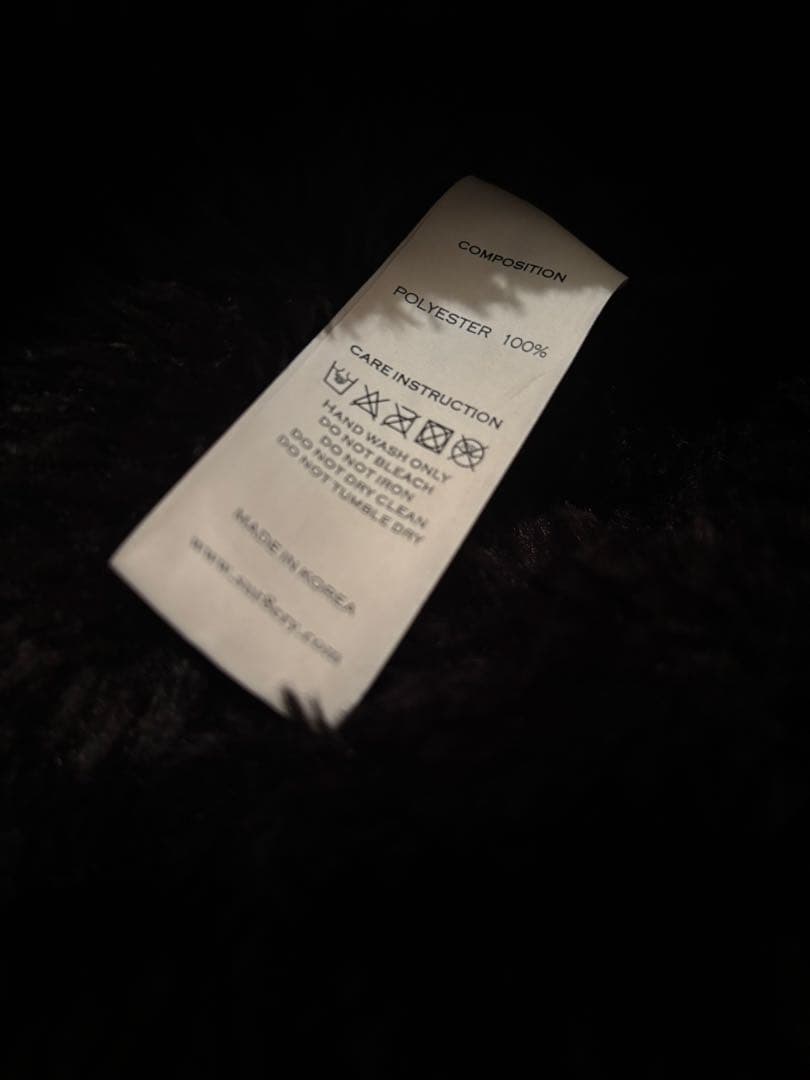 COMPOSITION
POLYESTER 100%
CARE INSTRUCTION
HAND WASH ONLY
DO NOT BLEACH
DO NOT IRON
DO NOT DRY CLEAN
DO NOT TUMBLE DRY
MADE IN KOREA